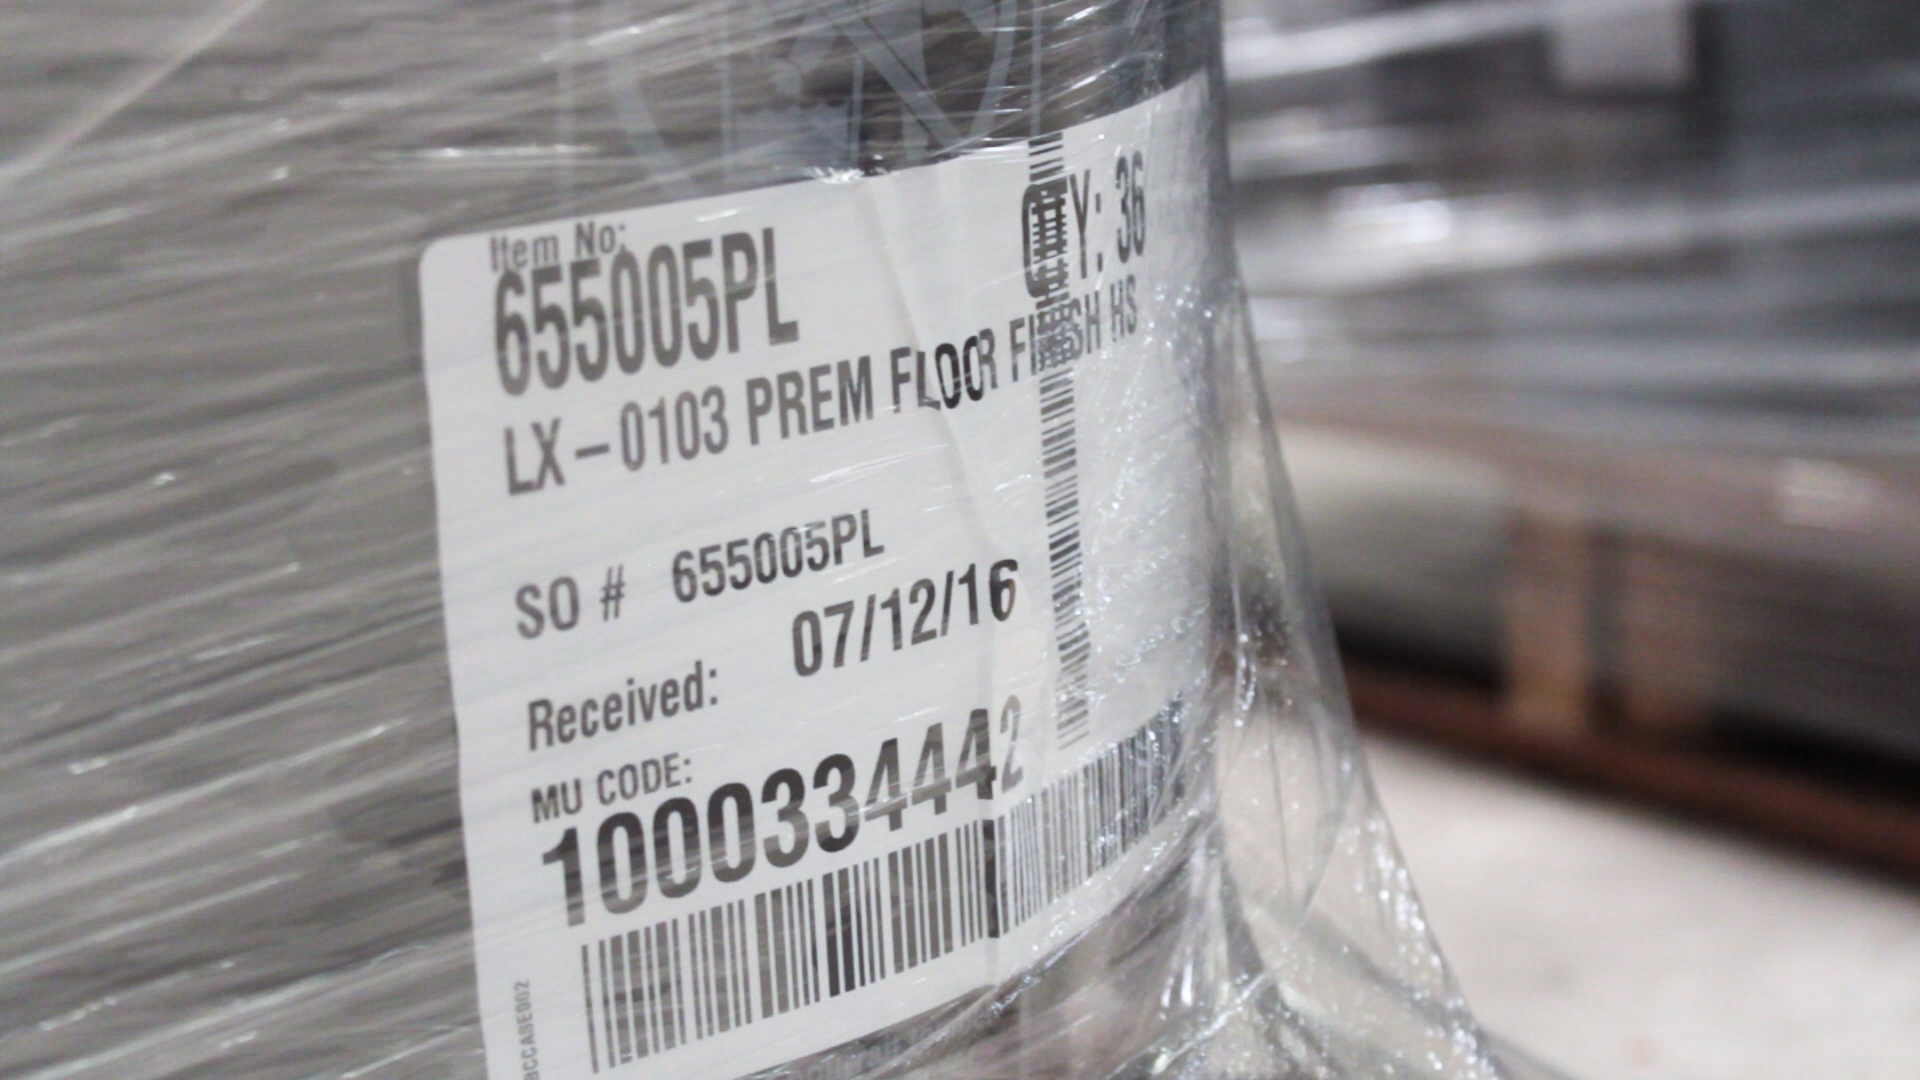 Item No: QTY: 36
655005PL
LX-0103 PREM FLOOR FINISH HS
SO # 655005PL
Received: 07/12/16
MU CODE:
1000334442